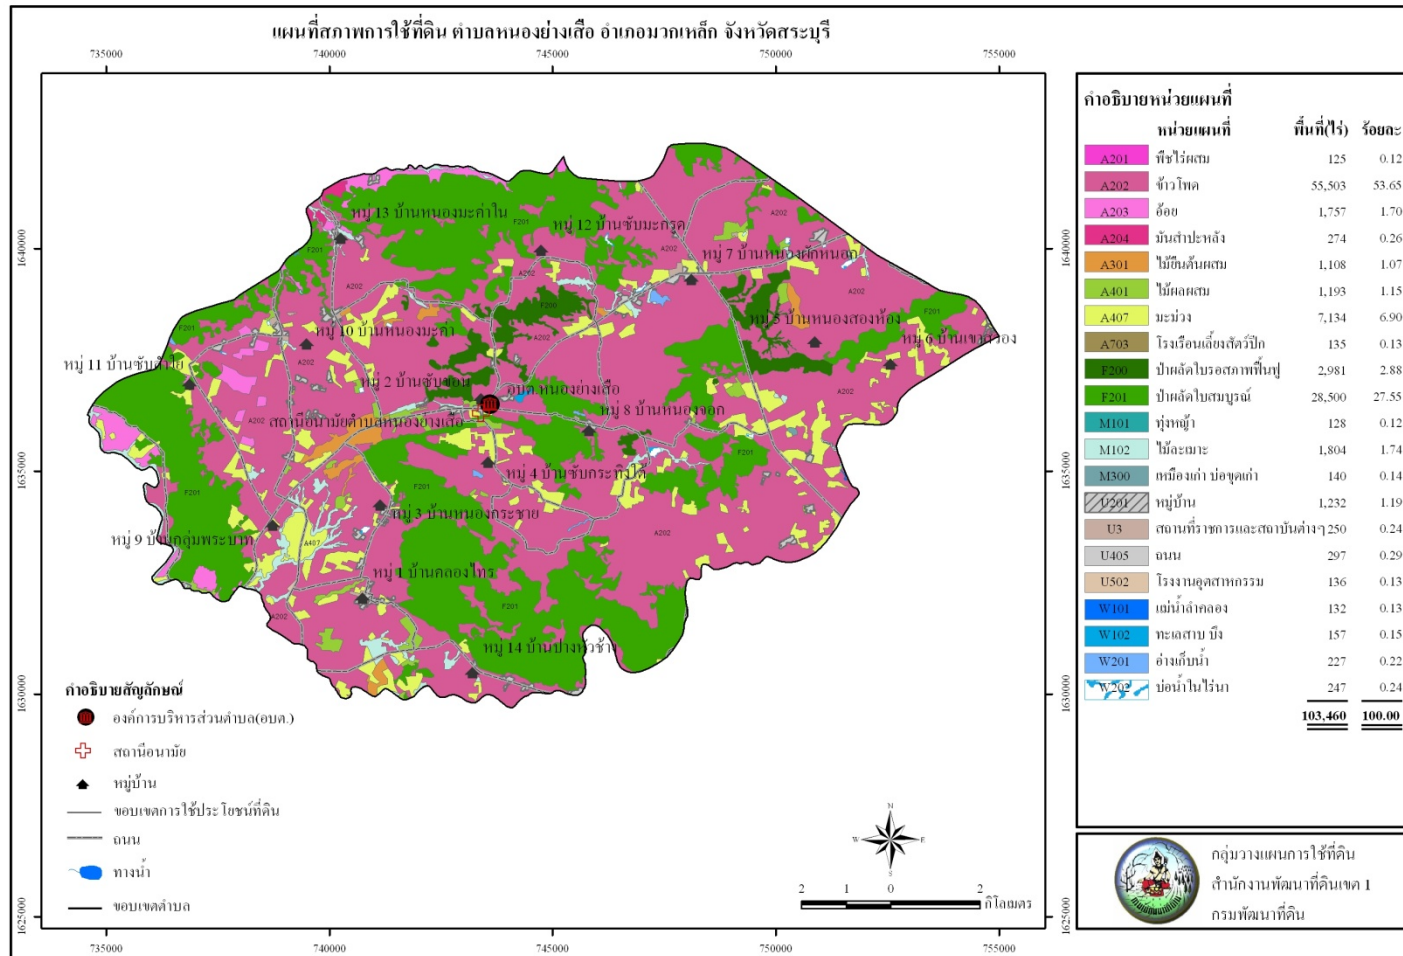 แผนที่สภาพการใช้ที่ดิน ตำบลหนองย่างเสือ อำเภอมวกเหล็ก จังหวัดสระบุรี
735000 740000 745000 750000 755000
1640000 1640000
1635000 1635000
1630000 1630000
1625000 1625000
หมู่ 13 บ้านหนองมะค่าใน
หมู่ 12 บ้านซับมะกรูด
หมู่ 7 บ้านหนองผักหนอก
หมู่ 10 บ้านหนองมะค่า
หมู่ 5 บ้านหนองสองห้อง
หมู่ 6 บ้านเขา
หมู่ 11 บ้านซับลำใย
หมู่ 2 บ้านซับขอน
อบต.หนองย่างเสือ
หมู่ 8 บ้านหนองจอก
สถานีอนามัยตำบลหนองย่างเสือ
หมู่ 4 บ้านซับกระทิงใต้
หมู่ 3 บ้านหนองกระชาย
หมู่ 9 บ้านกลุ่มพระบาท
หมู่ 1 บ้านคลองไทร
หมู่ 14 บ้านปางหัวช้าง
F201 F201 A202 A202 A202 F201 A202 F200 A202 A202 F201 F201 A202 A202 A202 F201 F201 F201 A202 A407 A202 F201
คำอธิบายสัญลักษณ์
องค์การบริหารส่วนตำบล(อบต.)
สถานีอนามัย
หมู่บ้าน
ขอบเขตการใช้ประโยชน์ที่ดิน
ถนน
ทางน้ำ
ขอบเขตตำบล
N
W E
S
2 1 0 2
กิโลเมตร
735000 740000 745000 750000 755000
คำอธิบายหน่วยแผนที่
หน่วยแผนที่ พื้นที่(ไร่) ร้อยละ
A201 พืชไร่ผสม 125 0.12
A202 ข้าวโพด 55,503 53.65
A203 อ้อย 1,757 1.70
A204 มันสำปะหลัง 274 0.26
A301 ไม้ยืนต้นผสม 1,108 1.07
A401 ไม้ผลผสม 1,193 1.15
A407 มะม่วง 7,134 6.90
A703 โรงเรือนเลี้ยงสัตว์ปีก 135 0.13
F200 ป่าผลัดใบรอสภาพฟื้นฟู 2,981 2.88
F201 ป่าผลัดใบสมบูรณ์ 28,500 27.55
M101 ทุ่งหญ้า 128 0.12
M102 ไม้ละเมาะ 1,804 1.74
M300 เหมืองเก่า บ่อขุดเก่า 140 0.14
U201 หมู่บ้าน 1,232 1.19
U3 สถานที่ราชการและสถาบันต่างๆ 250 0.24
U405 ถนน 297 0.29
U502 โรงงานอุตสาหกรรม 136 0.13
W101 แม่น้ำลำคลอง 132 0.13
W102 ทะเลสาบ บึง 157 0.15
W201 อ่างเก็บน้ำ 227 0.22
W202 บ่อน้ำในไร่นา 247 0.24
103,460 100.00
กลุ่มวางแผนการใช้ที่ดิน
สำนักงานพัฒนาที่ดินเขต 1
กรมพัฒนาที่ดิน